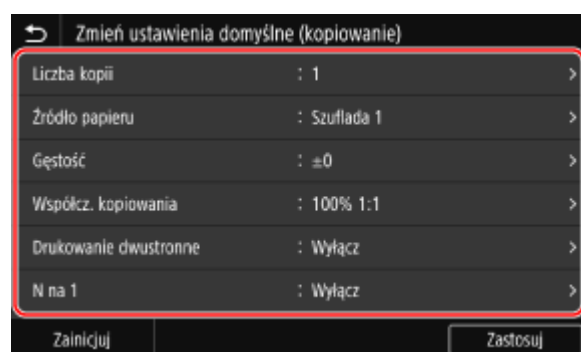 Zmień ustawienia domyślne (kopiowanie)
Liczba kopii : 1
Źródło papieru : Szuflada 1
Gęstość : ±0
Współcz. kopiowania : 100% 1:1
Drukowanie dwustronne : Wyłącz
N na 1 : Wyłącz
Zainicjuj Zastosuj